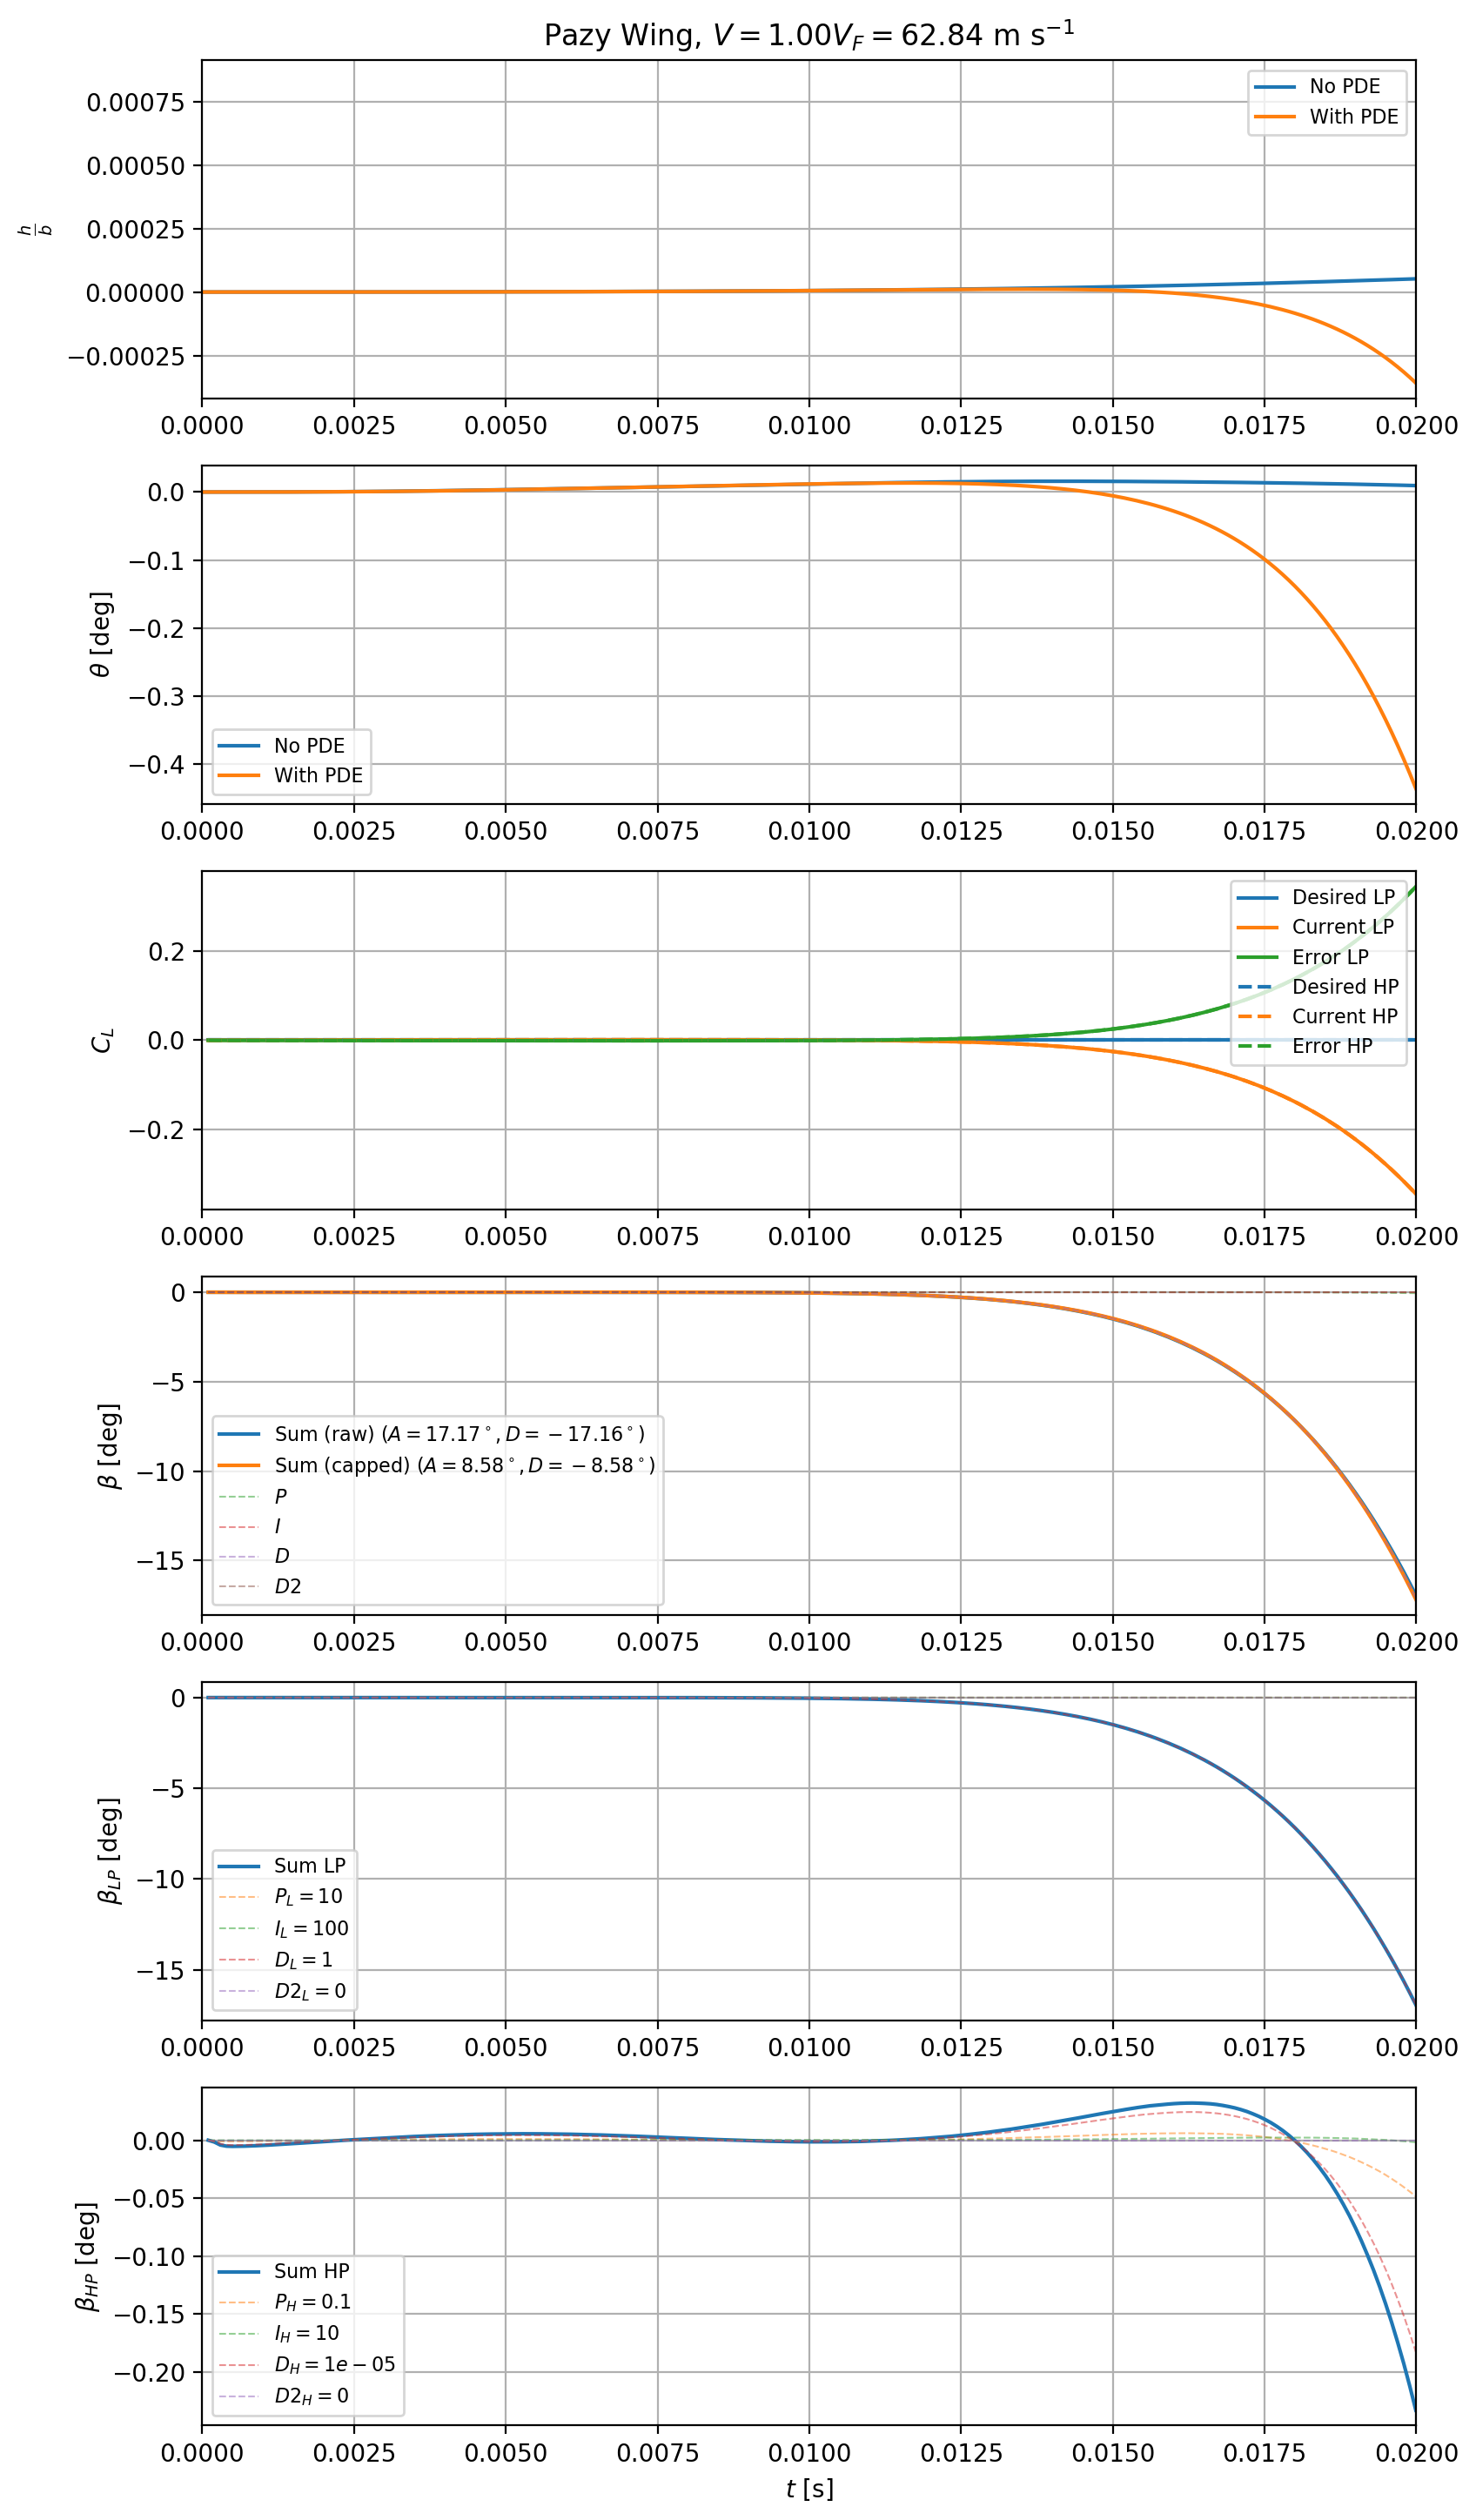 Pazy Wing, V = 1.00V_F = 62.84 m s⁻¹
0.00075
0.00050
0.00025
0.00000
−0.00025
h/b
No PDE
With PDE
0.0000 0.0025 0.0050 0.0075 0.0100 0.0125 0.0150 0.0175 0.0200
0.0
−0.1
−0.2
−0.3
−0.4
θ [deg]
No PDE
With PDE
0.0000 0.0025 0.0050 0.0075 0.0100 0.0125 0.0150 0.0175 0.0200
0.2
0.0
−0.2
C_L
Desired LP
Current LP
Error LP
Desired HP
Current HP
Error HP
0.0000 0.0025 0.0050 0.0075 0.0100 0.0125 0.0150 0.0175 0.0200
0
−5
−10
−15
β [deg]
Sum (raw) (A = 17.17°, D = −17.16°)
Sum (capped) (A = 8.58°, D = −8.58°)
P
I
D
D2
0.0000 0.0025 0.0050 0.0075 0.0100 0.0125 0.0150 0.0175 0.0200
0
−5
−10
−15
β_LP [deg]
Sum LP
P_L = 10
I_L = 100
D_L = 1
D2_L = 0
0.0000 0.0025 0.0050 0.0075 0.0100 0.0125 0.0150 0.0175 0.0200
0.00
−0.05
−0.10
−0.15
−0.20
β_HP [deg]
Sum HP
P_H = 0.1
I_H = 10
D_H = 1e − 05
D2_H = 0
0.0000 0.0025 0.0050 0.0075 0.0100 0.0125 0.0150 0.0175 0.0200
t [s]